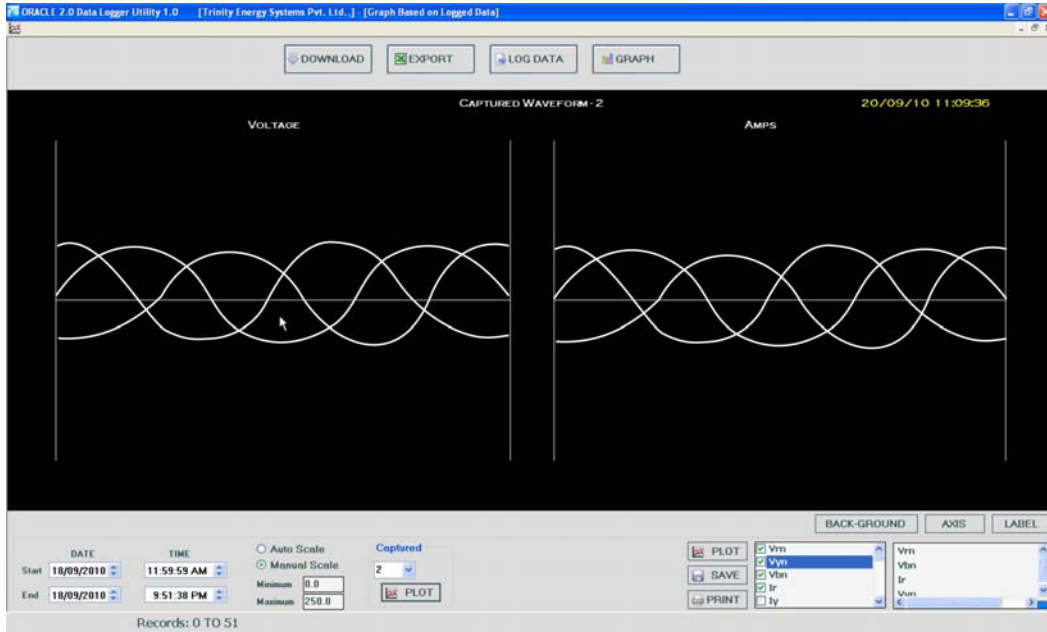 ORACLE 2.0 Data Logger Utility 1.0 [Trinity Energy Systems Pvt. Ltd.,] - [Graph Based on Logged Data]
DOWNLOAD EXPORT LOG DATA GRAPH
CAPTURED WAVEFORM - 2 20/09/10 11:09:36
VOLTAGE AMPS
BACK-GROUND AXIS LABEL
DATE TIME
Start 18/09/2010 11:59:59 AM
End 18/09/2010 9:51:38 PM
Auto Scale
Manual Scale
Minimum 0.0
Maximum 250.0
Captured
2
PLOT
PLOT
SAVE
PRINT
Vrn
Vyn
Vbn
Ir
Iy
Vrn
Vbn
Ir
Vyn
Records: 0 TO 51